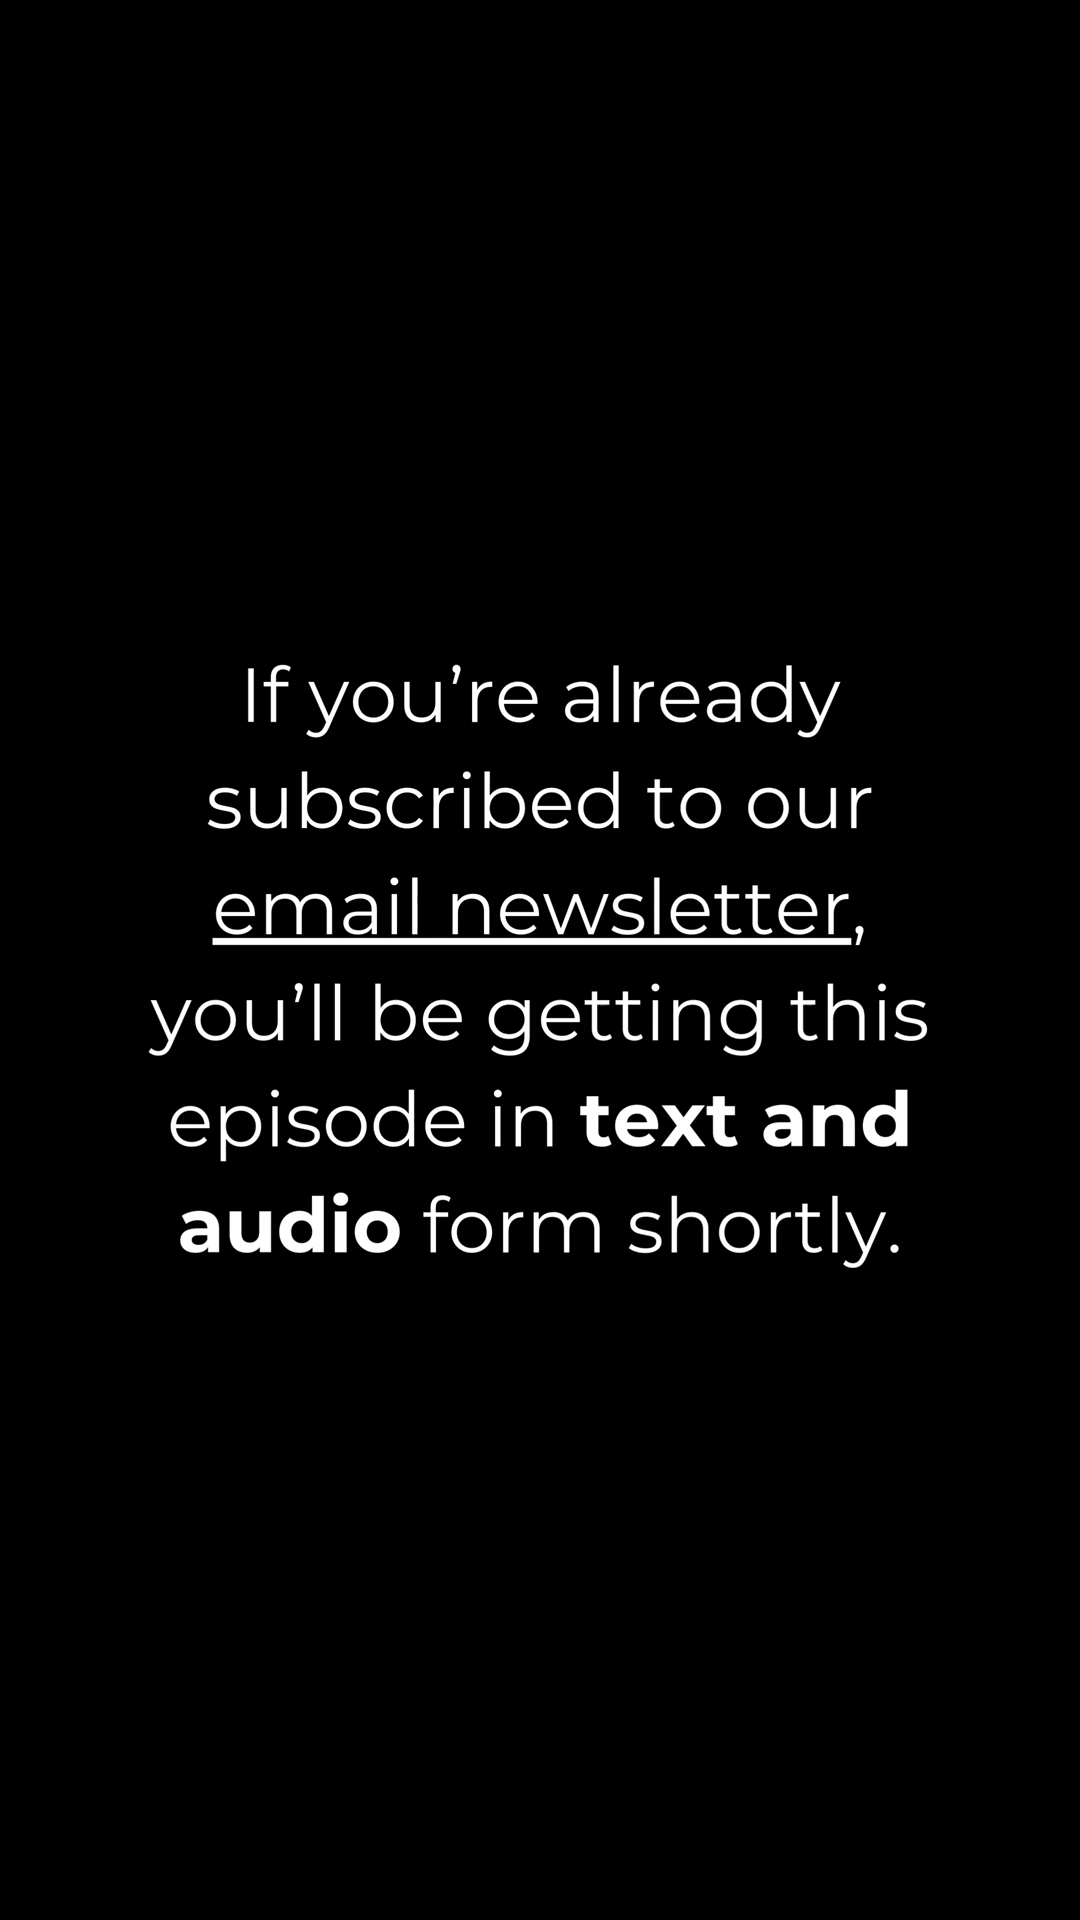 If you’re already
subscribed to our
email newsletter,
you’ll be getting this
episode in text and
audio form shortly.